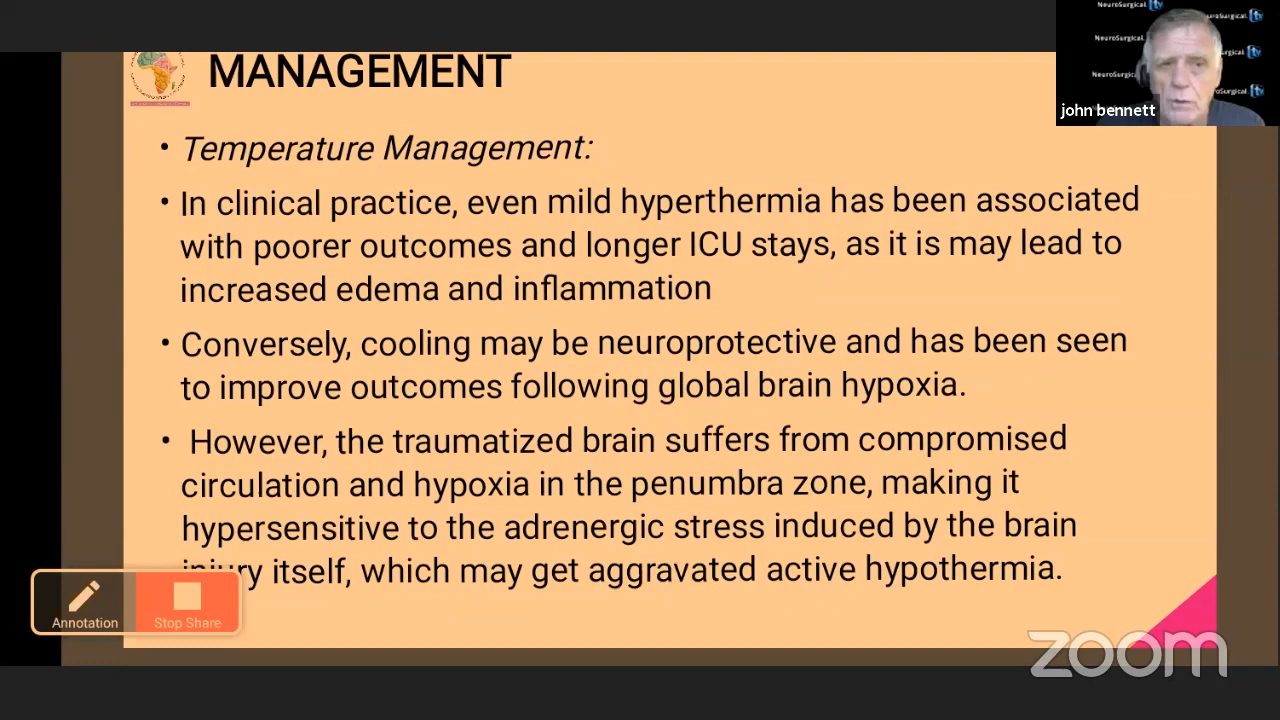 MANAGEMENT
• Temperature Management:
• In clinical practice, even mild hyperthermia has been associated
with poorer outcomes and longer ICU stays, as it is may lead to
increased edema and inflammation
• Conversely, cooling may be neuroprotective and has been seen
to improve outcomes following global brain hypoxia.
• However, the traumatized brain suffers from compromised
circulation and hypoxia in the penumbra zone, making it
hypersensitive to the adrenergic stress induced by the brain
injury itself, which may get aggravated active hypothermia.
Annotation
Stop Share
NeuroSurgical
NeuroSurgical
john bennett
zoom